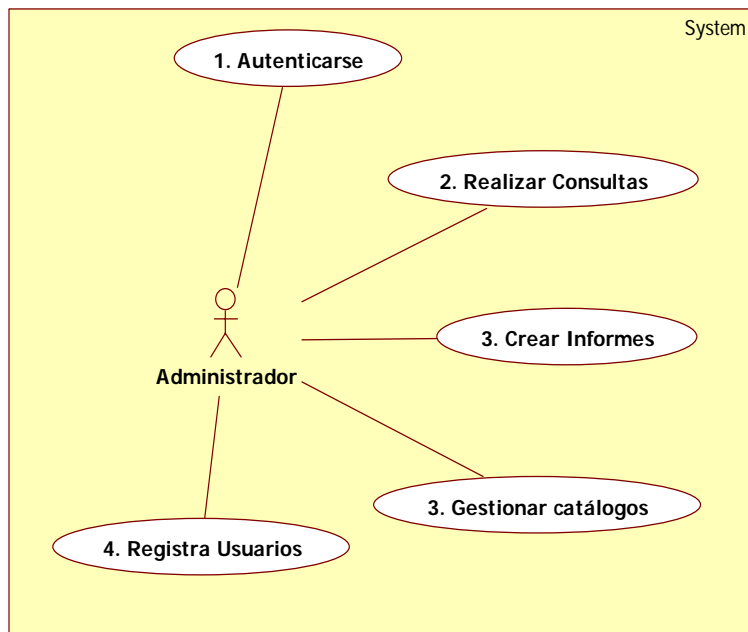 System
1. Autenticarse
2. Realizar Consultas
3. Crear Informes
Administrador
3. Gestionar catálogos
4. Registra Usuarios